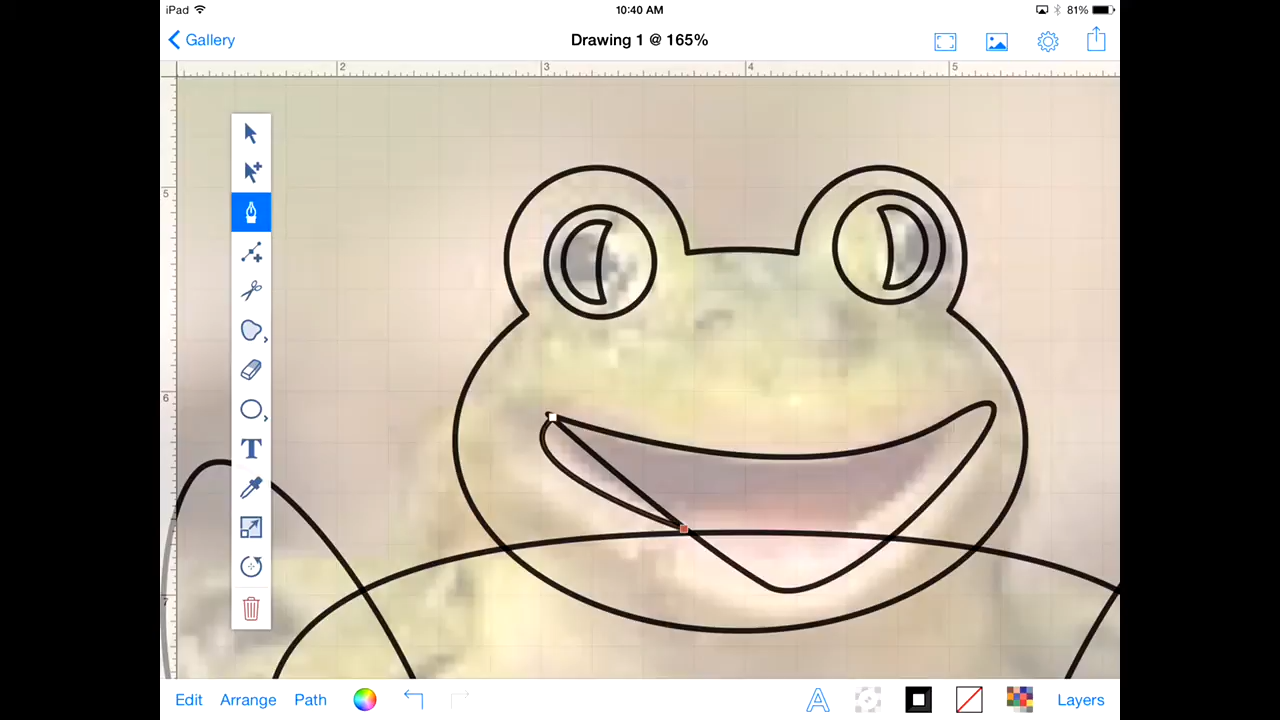 iPad 10:40 AM 81%
Gallery Drawing 1 @ 165%
2 3 4 5
5
6
7
T
Edit Arrange Path A Layers